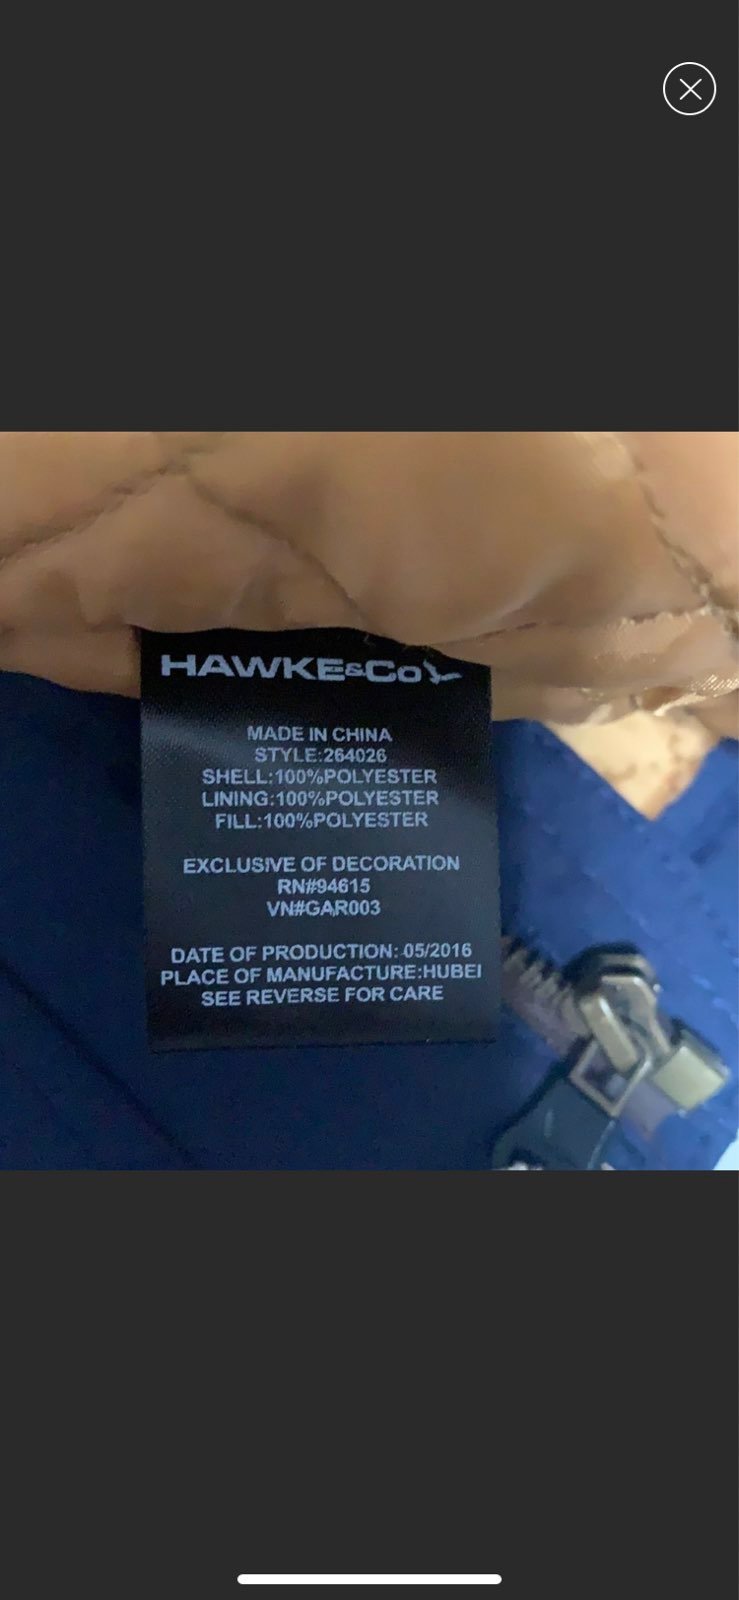 HAWKE&Co
MADE IN CHINA
STYLE:264026
SHELL:100%POLYESTER
LINING:100%POLYESTER
FILL:100%POLYESTER
EXCLUSIVE OF DECORATION
RN#94615
VN#GAR003
DATE OF PRODUCTION: 05/2016
PLACE OF MANUFACTURE:HUBEI
SEE REVERSE FOR CARE